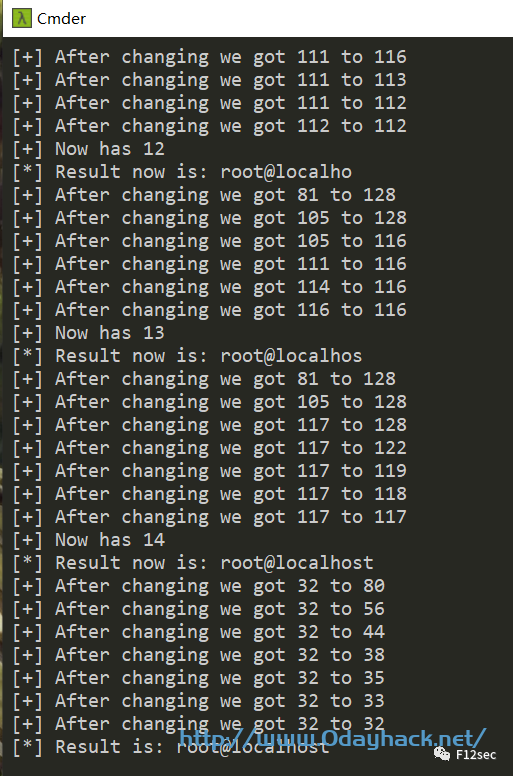 λ Cmder
[+] After changing we got 111 to 116
[+] After changing we got 111 to 113
[+] After changing we got 111 to 112
[+] After changing we got 112 to 112
[+] Now has 12
[*] Result now is: root@localho
[+] After changing we got 81 to 128
[+] After changing we got 105 to 128
[+] After changing we got 105 to 116
[+] After changing we got 111 to 116
[+] After changing we got 114 to 116
[+] After changing we got 116 to 116
[+] Now has 13
[*] Result now is: root@localhos
[+] After changing we got 81 to 128
[+] After changing we got 105 to 128
[+] After changing we got 117 to 128
[+] After changing we got 117 to 122
[+] After changing we got 117 to 119
[+] After changing we got 117 to 118
[+] After changing we got 117 to 117
[+] Now has 14
[*] Result now is: root@localhost
[+] After changing we got 32 to 80
[+] After changing we got 32 to 56
[+] After changing we got 32 to 44
[+] After changing we got 32 to 38
[+] After changing we got 32 to 35
[+] After changing we got 32 to 33
[+] After changing we got 32 to 32
http://www.0dayhack.net/
[*] Result is: root@localhost
F12sec